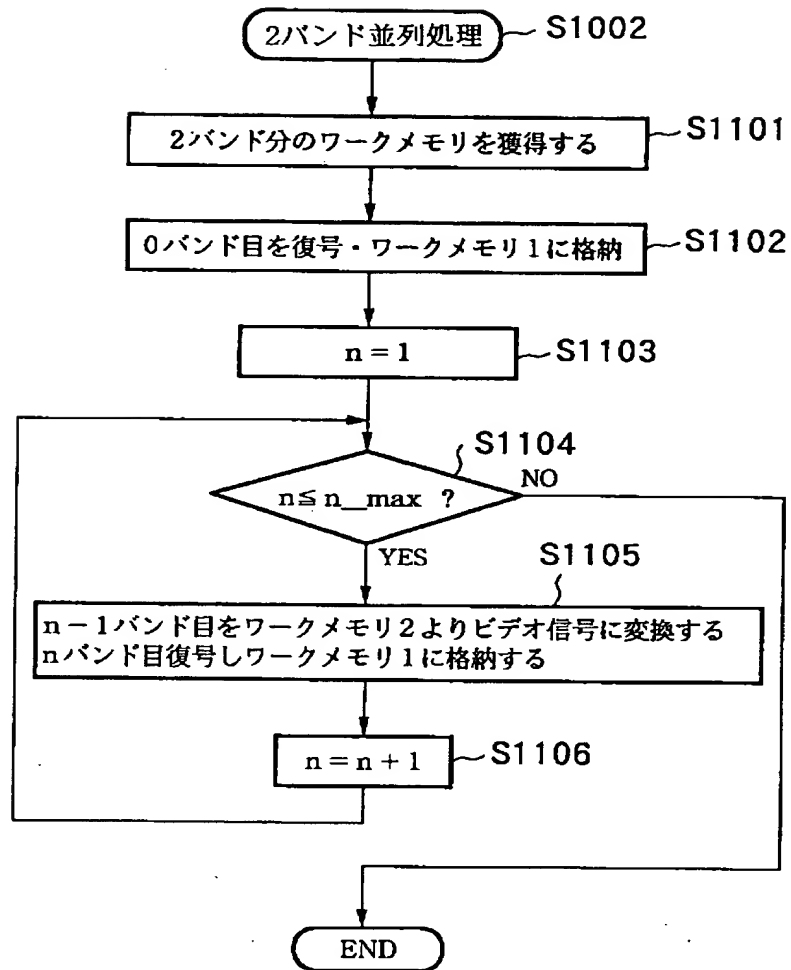 2バンド並列処理
S1002
2バンド分のワークメモリを獲得する
S1101
0バンド目を復号・ワークメモリ1に格納
S1102
n=1
S1103
S1104
n≦n_max ?
NO
YES
S1105
n-1バンド目をワークメモリ2よりビデオ信号に変換する
nバンド目復号しワークメモリ1に格納する
n=n+1
S1106
END